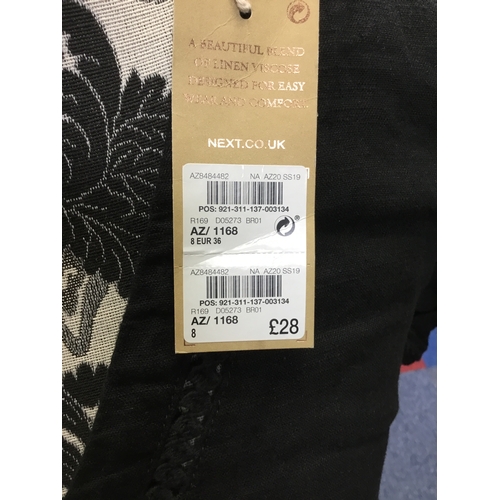 A BEAUTIFUL BLEND
OF LINEN VISCOSE
DESIGNED FOR EASY
WEAR AND COMFORT
NEXT.CO.UK
AZ8484482 NA AZ20 SS19
POS: 921-311-137-003134
R169 D05273 BR01
AZ/ 1168
8 EUR 36
AZ8484482 NA AZ20 SS19
POS: 921-311-137-003134
R169 D05273 BR01
AZ/ 1168
8 £28